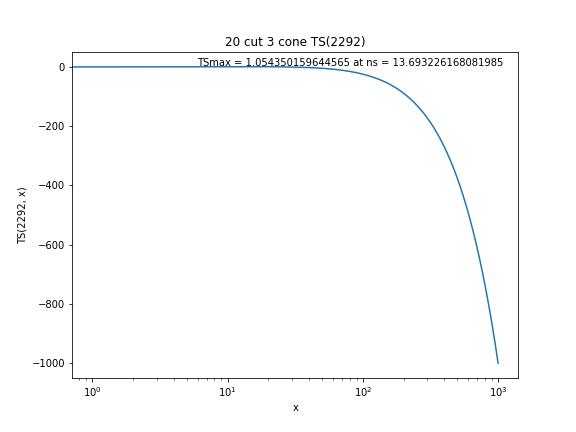 20 cut 3 cone TS(2292)
TSmax = 1.054350159644565 at ns = 13.693226168081985
TS(2292, x)
0
−200
−400
−600
−800
−1000
10⁰ 10¹ 10² 10³
x